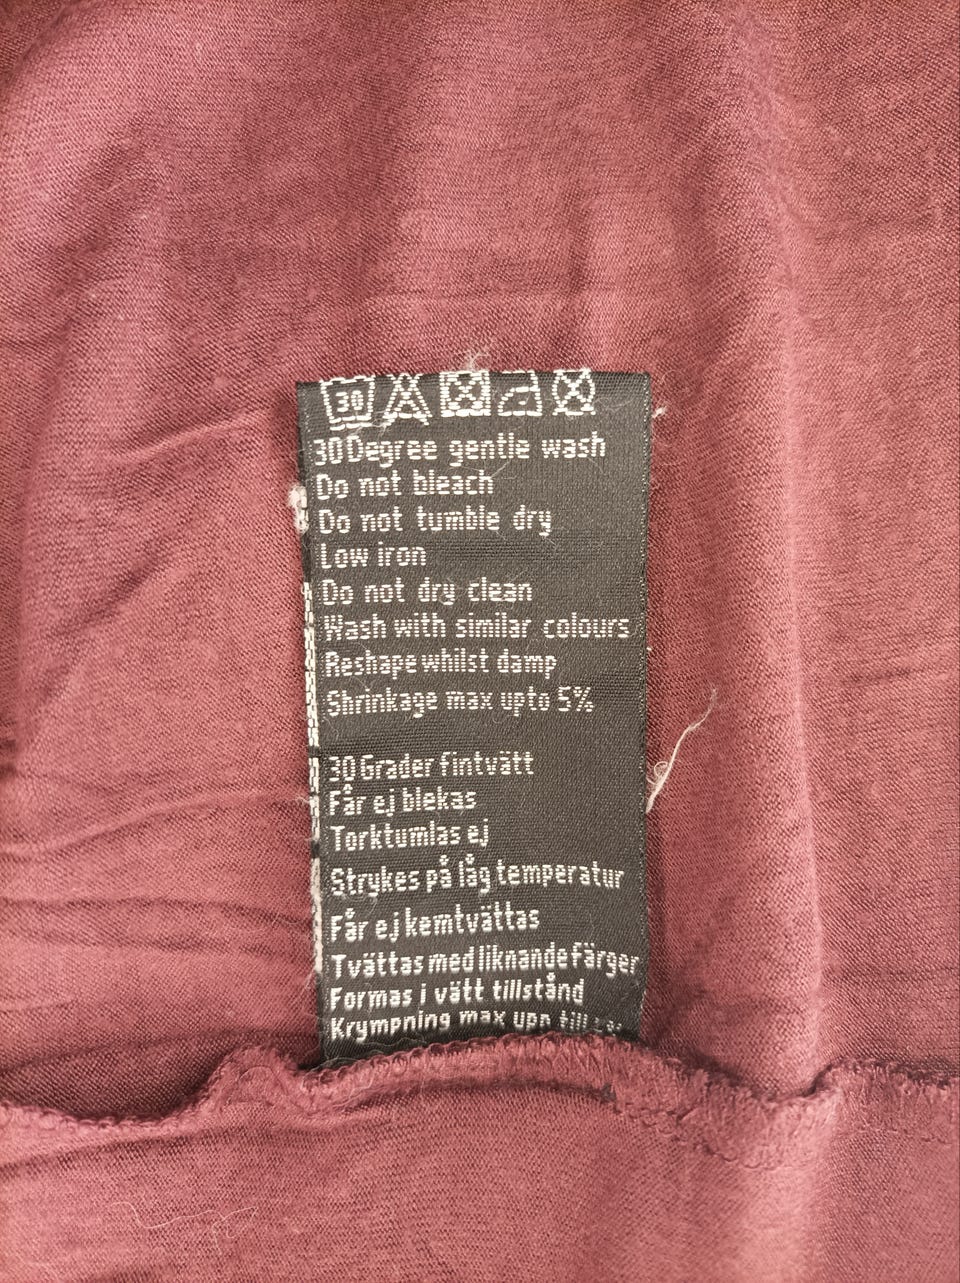 30
30 Degree gentle wash
Do not bleach
Do not tumble dry
Low iron
Do not dry clean
Wash with similar colours
Reshape whilst damp
Shrinkage max upto 5%
30 Grader fintvätt
Får ej blekas
Torktumlas ej
Strykes på låg temperatur
Får ej kemtvättas
Tvättas med liknande färger
Formas i vått tillstånd
Krympning max upp till